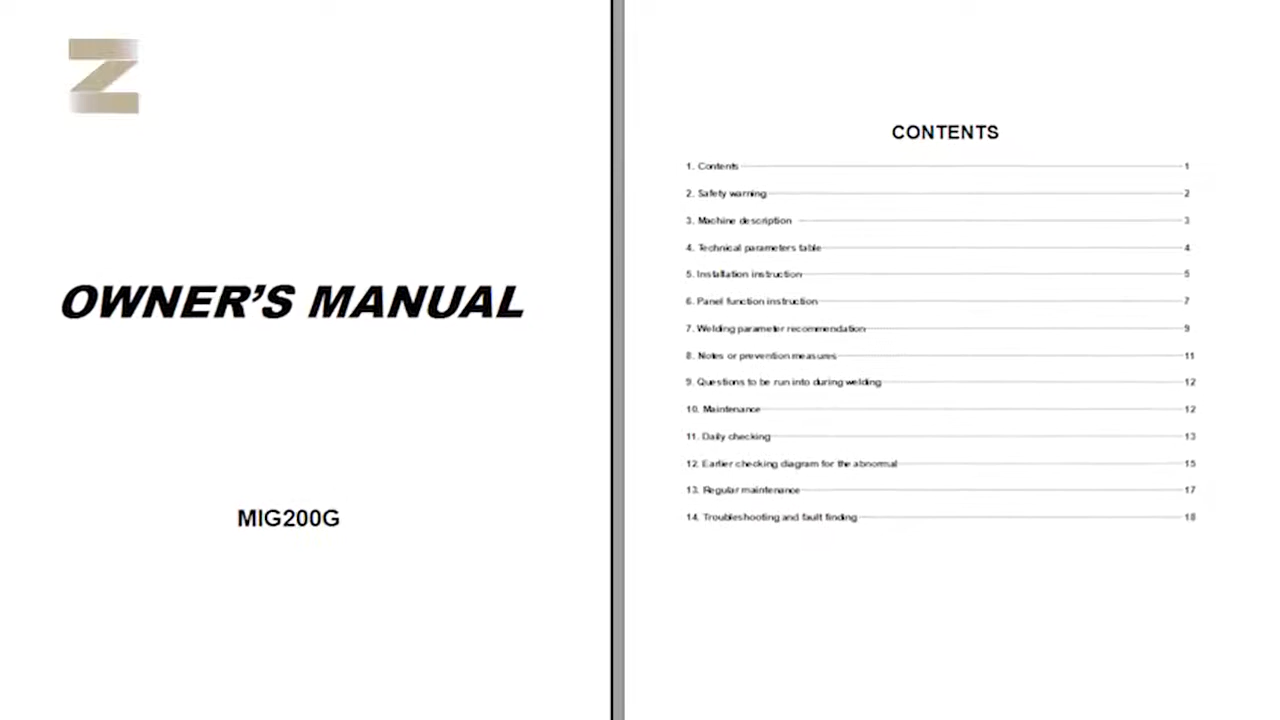 Z
OWNER'S MANUAL
MIG200G
CONTENTS
1. Contents 1
2. Safety warning 2
3. Machine description 3
4. Technical parameters table 4
5. Installation instruction 5
6. Panel function instruction 7
7. Welding parameter recommendation 9
8. Notes or prevention measures 11
9. Questions to be run into during welding 12
10. Maintenance 12
11. Daily checking 13
12. Earlier checking diagram for the abnormal 15
13. Regular maintenance 17
14. Troubleshooting and fault finding 18